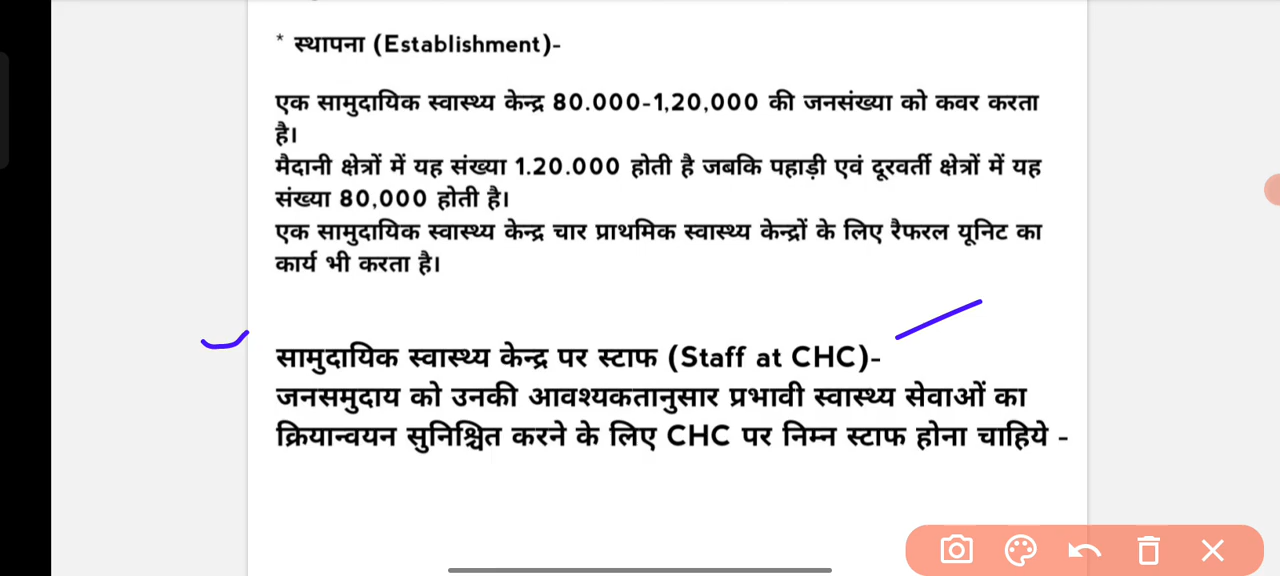 * स्थापना (Establishment)-
एक सामुदायिक स्वास्थ्य केन्द्र 80.000-1,20,000 की जनसंख्या को कवर करता
है।
मैदानी क्षेत्रों में यह संख्या 1.20.000 होती है जबकि पहाड़ी एवं दूरवर्ती क्षेत्रों में यह
संख्या 80,000 होती है।
एक सामुदायिक स्वास्थ्य केन्द्र चार प्राथमिक स्वास्थ्य केन्द्रों के लिए रैफरल यूनिट का
कार्य भी करता है।
सामुदायिक स्वास्थ्य केन्द्र पर स्टाफ (Staff at CHC)-
जनसमुदाय को उनकी आवश्यकतानुसार प्रभावी स्वास्थ्य सेवाओं का
क्रियान्वयन सुनिश्चित करने के लिए CHC पर निम्न स्टाफ होना चाहिये -